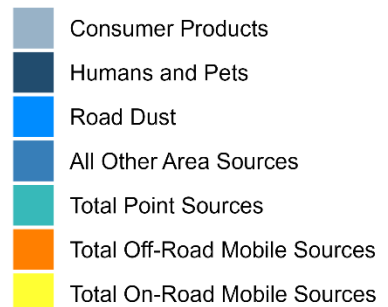 Consumer Products
Humans and Pets
Road Dust
All Other Area Sources
Total Point Sources
Total Off-Road Mobile Sources
Total On-Road Mobile Sources